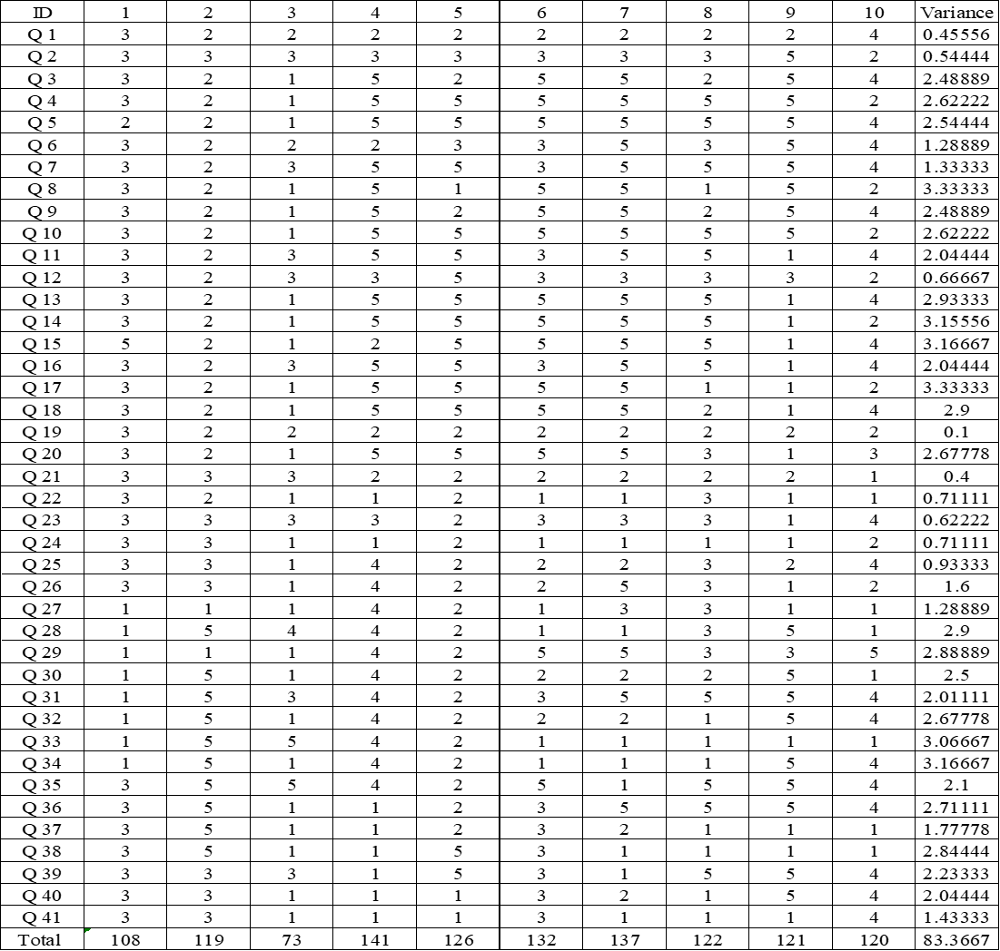 ID 1 2 3 4 5 6 7 8 9 10 Variance
Q 1 3 2 2 2 2 2 2 2 2 4 0.45556
Q 2 3 3 3 3 3 3 3 3 5 2 0.54444
Q 3 3 2 1 5 2 5 5 2 5 4 2.48889
Q 4 3 2 1 5 5 5 5 5 5 2 2.62222
Q 5 2 2 1 5 5 5 5 5 5 4 2.54444
Q 6 3 2 2 2 3 3 5 3 5 4 1.28889
Q 7 3 2 3 5 5 3 5 5 5 4 1.33333
Q 8 3 2 1 5 1 5 5 1 5 2 3.33333
Q 9 3 2 1 5 2 5 5 2 5 4 2.48889
Q 10 3 2 1 5 5 5 5 5 5 2 2.62222
Q 11 3 2 3 5 5 3 5 5 1 4 2.04444
Q 12 3 2 3 3 5 3 3 3 3 2 0.66667
Q 13 3 2 1 5 5 5 5 5 1 4 2.93333
Q 14 3 2 1 5 5 5 5 5 1 2 3.15556
Q 15 5 2 1 2 5 5 5 5 1 4 3.16667
Q 16 3 2 3 5 5 3 5 5 1 4 2.04444
Q 17 3 2 1 5 5 5 5 1 1 2 3.33333
Q 18 3 2 1 5 5 5 5 2 1 4 2.9
Q 19 3 2 2 2 2 2 2 2 2 2 0.1
Q 20 3 2 1 5 5 5 5 3 1 3 2.67778
Q 21 3 3 3 2 2 2 2 2 2 1 0.4
Q 22 3 2 1 1 2 1 1 3 1 1 0.71111
Q 23 3 3 3 3 2 3 3 3 1 4 0.62222
Q 24 3 3 1 1 2 1 1 1 1 2 0.71111
Q 25 3 3 1 4 2 2 2 3 2 4 0.93333
Q 26 3 3 1 4 2 2 5 3 1 2 1.6
Q 27 1 1 1 4 2 1 3 3 1 1 1.28889
Q 28 1 5 4 4 2 1 1 3 5 1 2.9
Q 29 1 1 1 4 2 5 5 3 3 5 2.88889
Q 30 1 5 1 4 2 2 2 2 5 1 2.5
Q 31 1 5 3 4 2 3 5 5 5 4 2.01111
Q 32 1 5 1 4 2 2 2 1 5 4 2.67778
Q 33 1 5 5 4 2 1 1 1 1 1 3.06667
Q 34 1 5 1 4 2 1 1 1 5 4 3.16667
Q 35 3 5 5 4 2 5 1 5 5 4 2.1
Q 36 3 5 1 1 2 3 5 5 5 4 2.71111
Q 37 3 5 1 1 2 3 2 1 1 1 1.77778
Q 38 3 5 1 1 5 3 1 1 1 1 2.84444
Q 39 3 3 3 1 5 3 1 5 5 4 2.23333
Q 40 3 3 1 1 1 3 2 1 5 4 2.04444
Q 41 3 3 1 1 1 3 1 1 1 4 1.43333
Total 108 119 73 141 126 132 137 122 121 120 83.3667